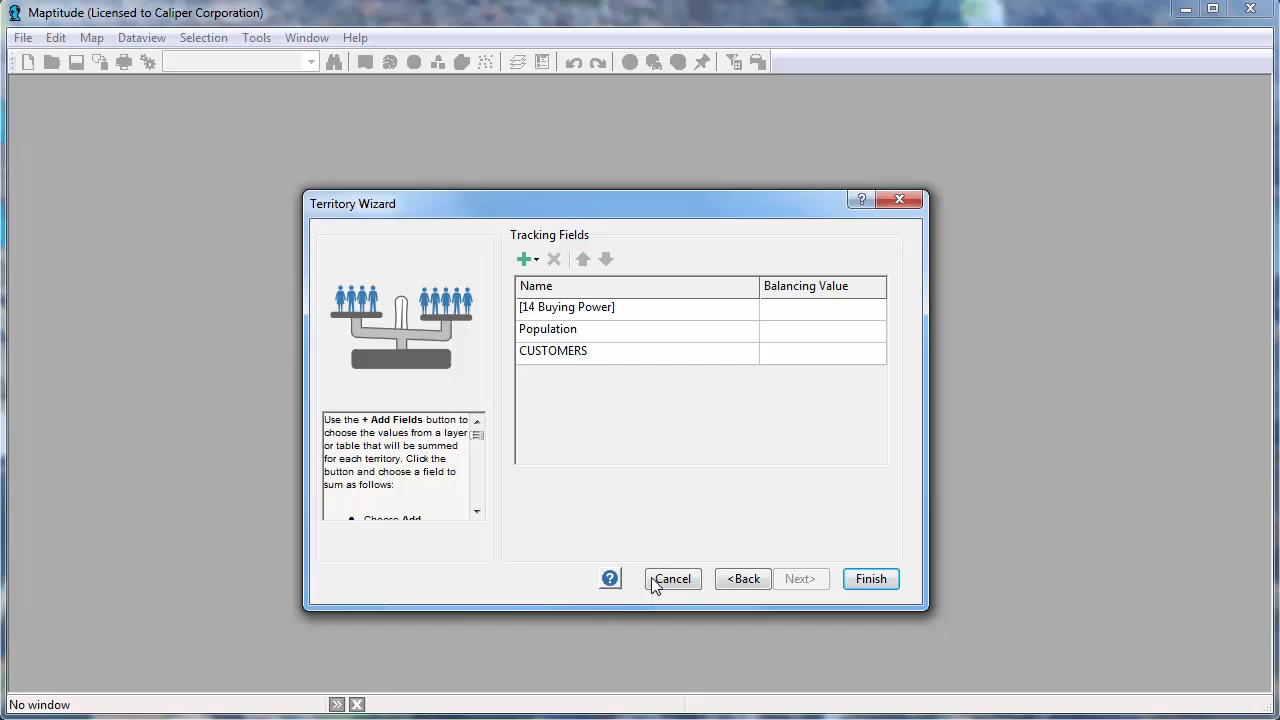 Maptitude (Licensed to Caliper Corporation)
File Edit Map Dataview Selection Tools Window Help
Territory Wizard
Tracking Fields
Name Balancing Value
[14 Buying Power]
Population
CUSTOMERS
Use the + Add Fields button to
choose the values from a layer
or table that will be summed
for each territory. Click the
button and choose a field to
sum as follows:
• Choose Add
Cancel <Back Next> Finish
No window